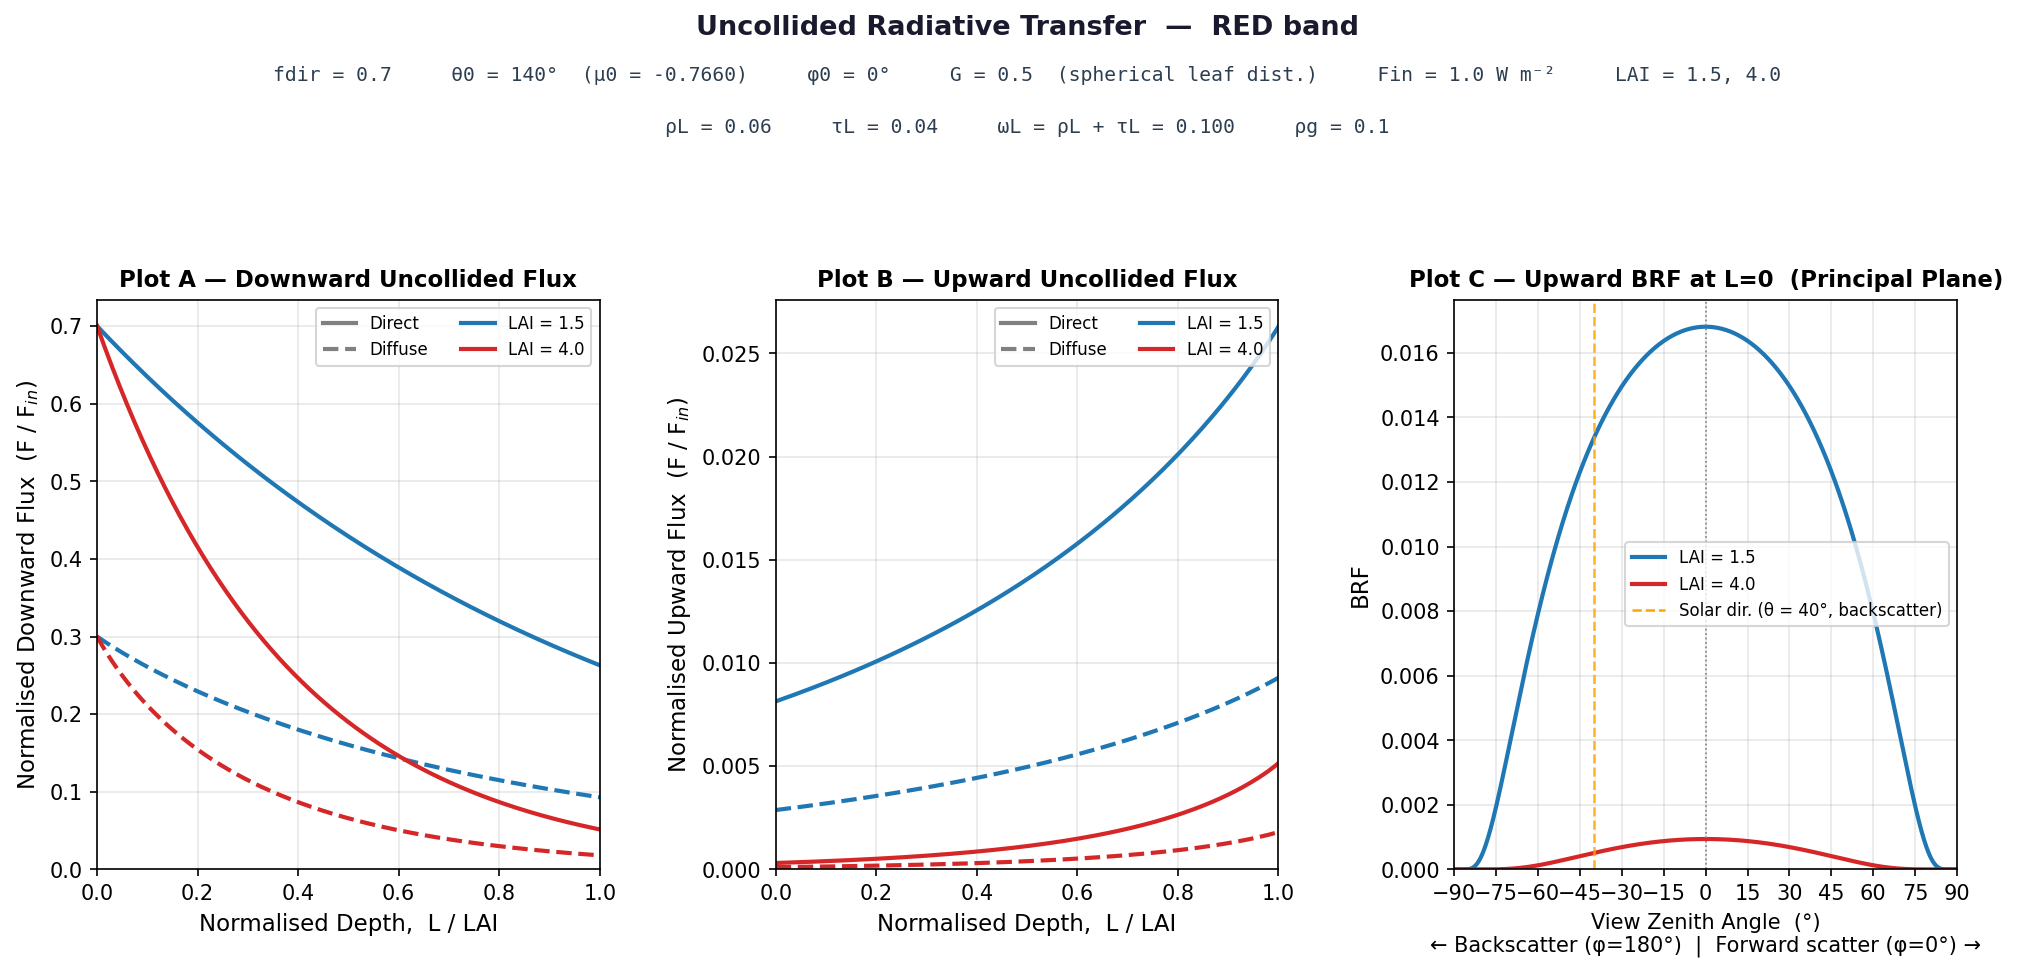 Uncollided Radiative Transfer — RED band
fdir = 0.7 θ0 = 140° (μ0 = -0.7660) φ0 = 0° G = 0.5 (spherical leaf dist.) Fin = 1.0 W m⁻² LAI = 1.5, 4.0
ρL = 0.06 τL = 0.04 ωL = ρL + τL = 0.100 ρg = 0.1
Plot A — Downward Uncollided Flux
Normalised Downward Flux (F / F_in)
0.7
0.6
0.5
0.4
0.3
0.2
0.1
0.0
Direct
Diffuse
LAI = 1.5
LAI = 4.0
0.0 0.2 0.4 0.6 0.8 1.0
Normalised Depth, L / LAI
Plot B — Upward Uncollided Flux
Normalised Upward Flux (F / F_in)
0.025
0.020
0.015
0.010
0.005
0.000
Direct
Diffuse
LAI = 1.5
LAI = 4.0
0.0 0.2 0.4 0.6 0.8 1.0
Normalised Depth, L / LAI
Plot C — Upward BRF at L=0 (Principal Plane)
BRF
0.016
0.014
0.012
0.010
0.008
0.006
0.004
0.002
0.000
LAI = 1.5
LAI = 4.0
Solar dir. (θ = 40°, backscatter)
−90 −75 −60 −45 −30 −15 0 15 30 45 60 75 90
View Zenith Angle (°)
← Backscatter (φ=180°) | Forward scatter (φ=0°) →